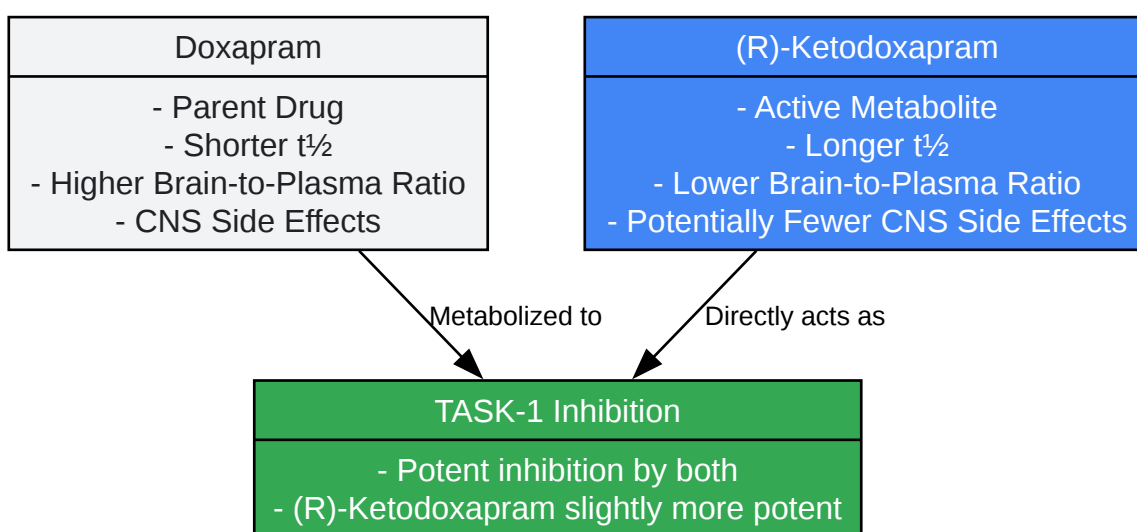 Doxapram
- Parent Drug
- Shorter t½
- Higher Brain-to-Plasma Ratio
- CNS Side Effects
(R)-Ketodoxapram
- Active Metabolite
- Longer t½
- Lower Brain-to-Plasma Ratio
- Potentially Fewer CNS Side Effects
Metabolized to
Directly acts as
TASK-1 Inhibition
- Potent inhibition by both
- (R)-Ketodoxapram slightly more potent